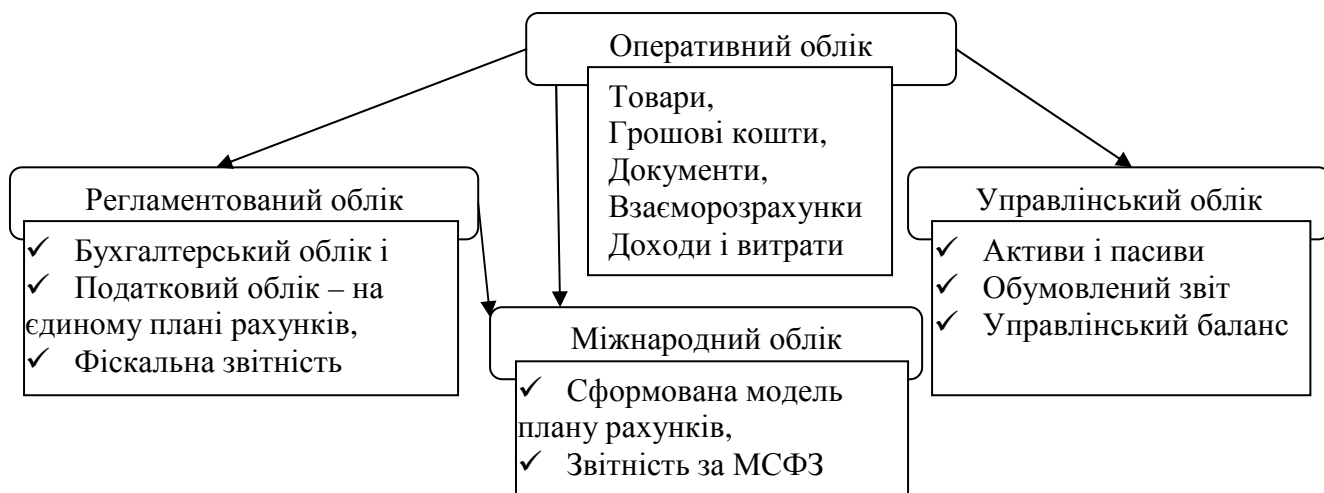 Оперативний облік
Товари,
Грошові кошти,
Документи,
Взаєморозрахунки
Доходи і витрати
Регламентований облік
✓ Бухгалтерський облік і
✓ Податковий облік – на
єдиному плані рахунків,
✓ Фіскальна звітність
Управлінський облік
✓ Активи і пасиви
✓ Обумовлений звіт
✓ Управлінський баланс
Міжнародний облік
✓ Сформована модель
плану рахунків,
✓ Звітність за МСФЗ